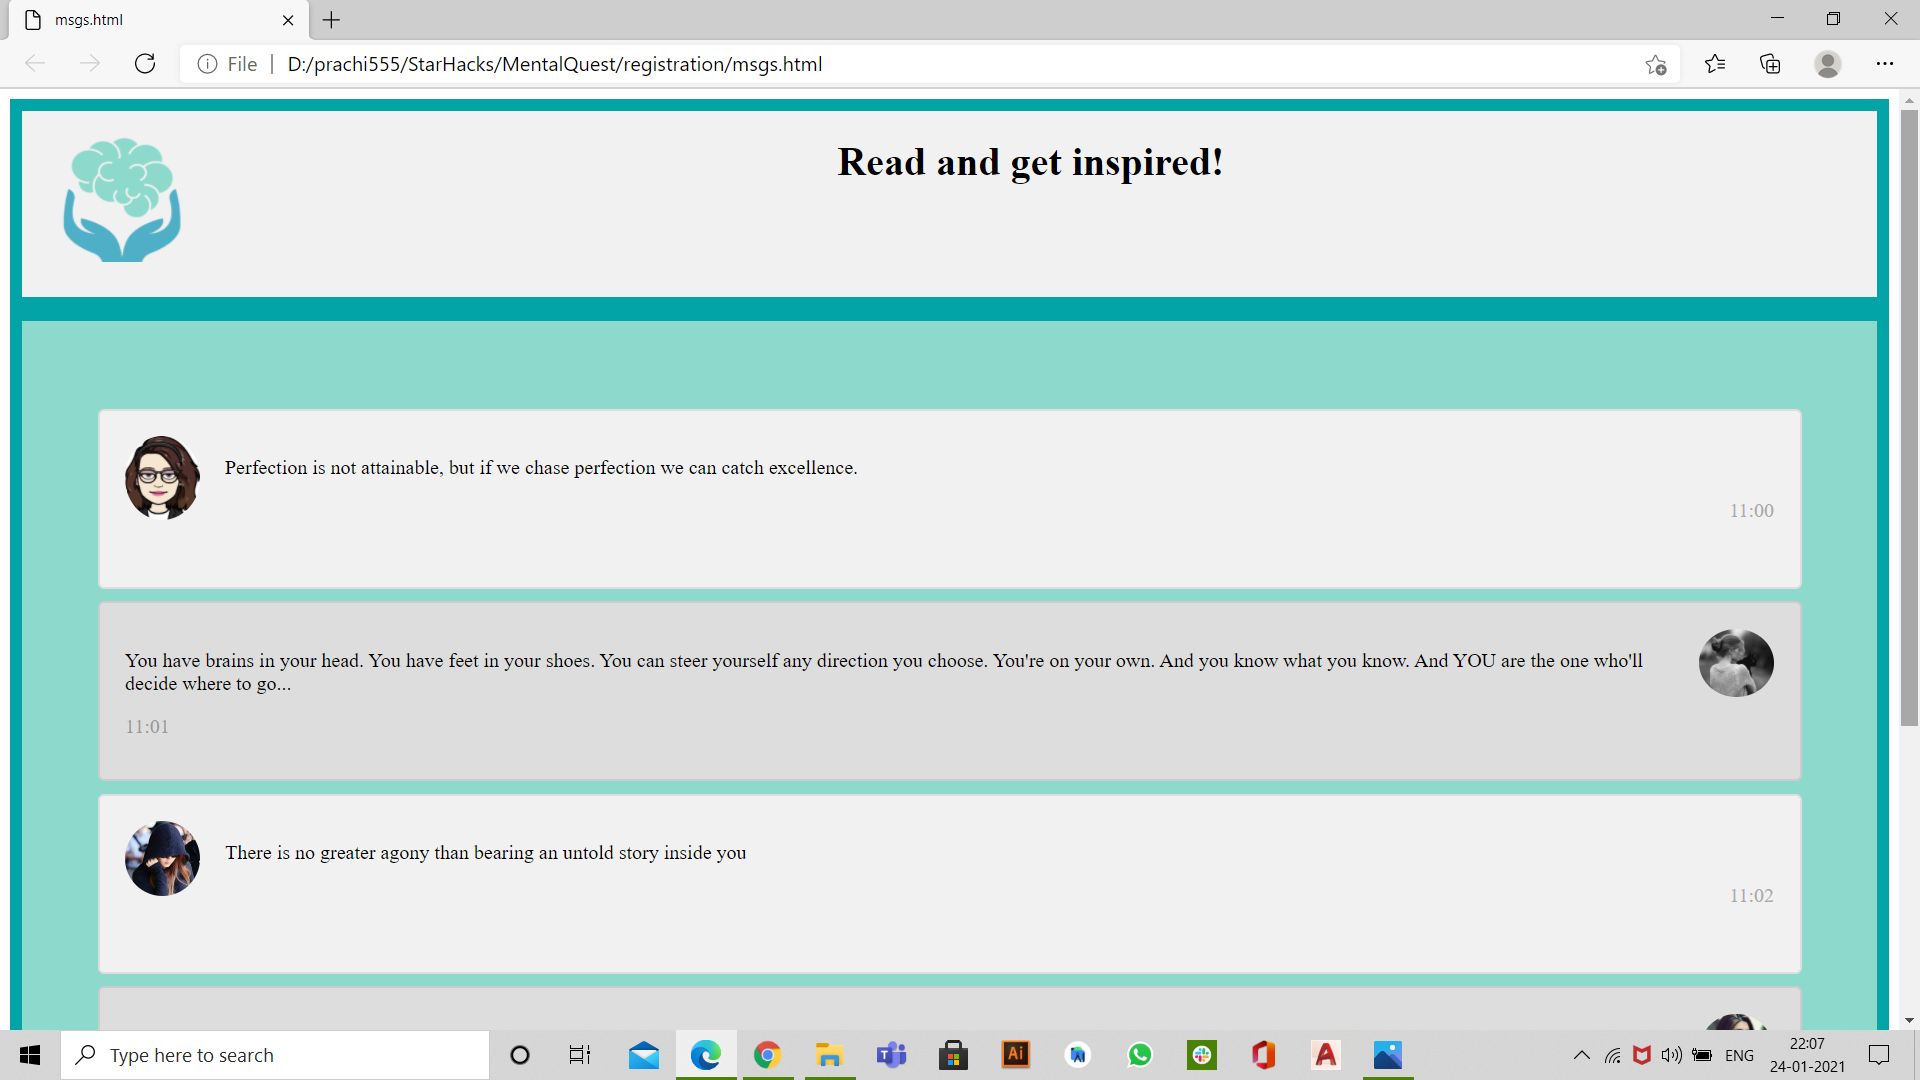 msgs.html
File
D:/prachi555/StarHacks/MentalQuest/registration/msgs.html
Read and get inspired!
Perfection is not attainable, but if we chase perfection we can catch excellence.
11:00
You have brains in your head. You have feet in your shoes. You can steer yourself any direction you choose. You're on your own. And you know what you know. And YOU are the one who'll
decide where to go...
11:01
There is no greater agony than bearing an untold story inside you
11:02
Type here to search
Ai
ENG
22:07
24-01-2021